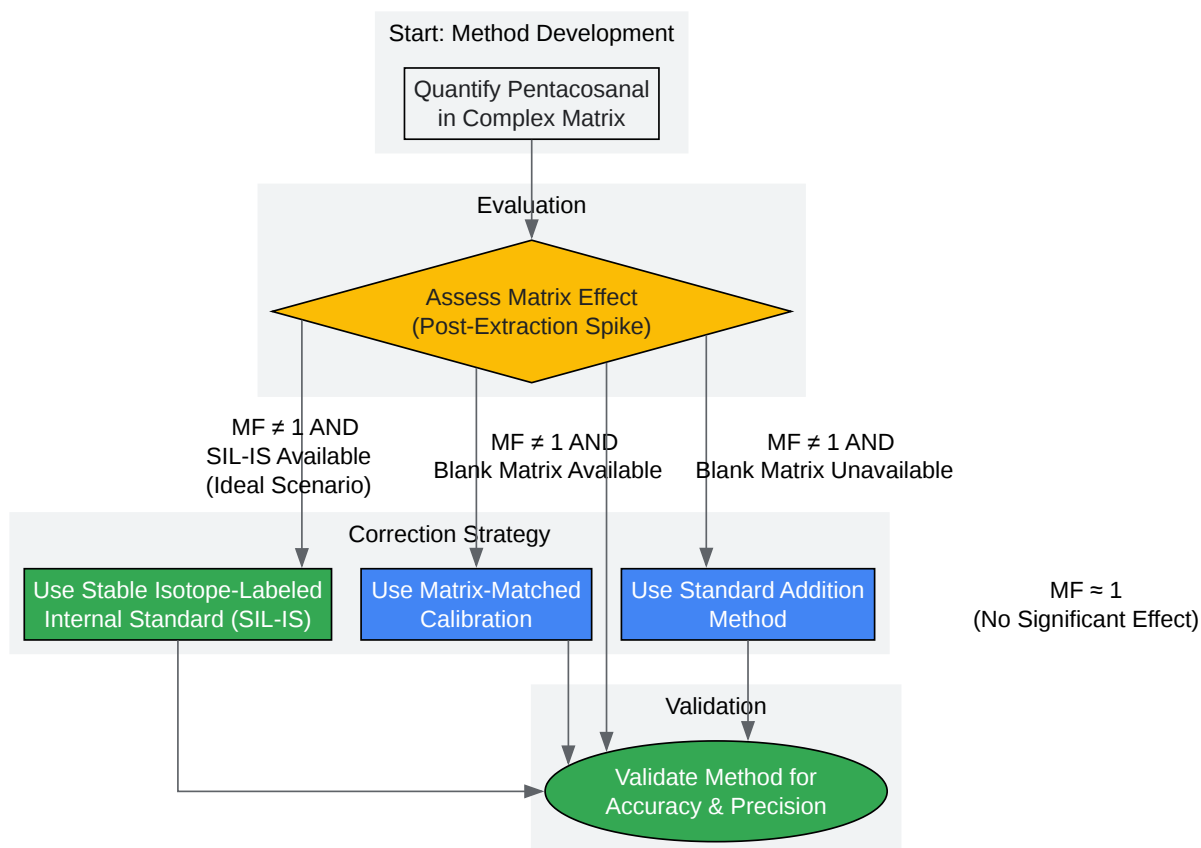 Start: Method Development
Quantify Pentacosanal
in Complex Matrix
Evaluation
Assess Matrix Effect
(Post-Extraction Spike)
MF ≠ 1 AND
SIL-IS Available
(Ideal Scenario)
MF ≠ 1 AND
Blank Matrix Available
MF ≠ 1 AND
Blank Matrix Unavailable
Correction Strategy
Use Stable Isotope-Labeled
Internal Standard (SIL-IS)
Use Matrix-Matched
Calibration
Use Standard Addition
Method
MF ≈ 1
(No Significant Effect)
Validation
Validate Method for
Accuracy & Precision